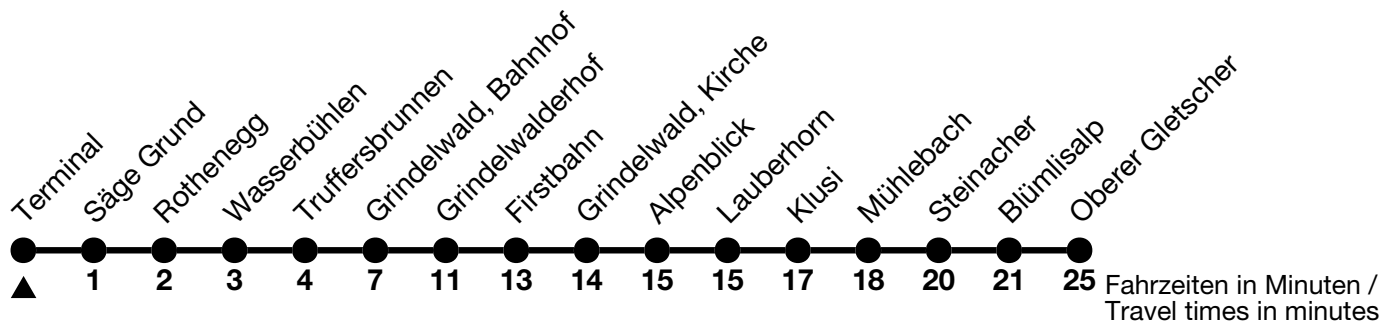 Terminal
Säge Grund
Rothenegg
Wasserbühlen
Truffersbrunnen
Grindelwald, Bahnhof
Grindelwalderhof
Firstbahn
Grindelwald, Kirche
Alpenblick
Lauberhorn
Klusi
Mühlebach
Steinacher
Blümlisalp
Oberer Gletscher
1 2 3 4 7 11 13 14 15 15 17 18 20 21 25
Fahrzeiten in Minuten /
Travel times in minutes